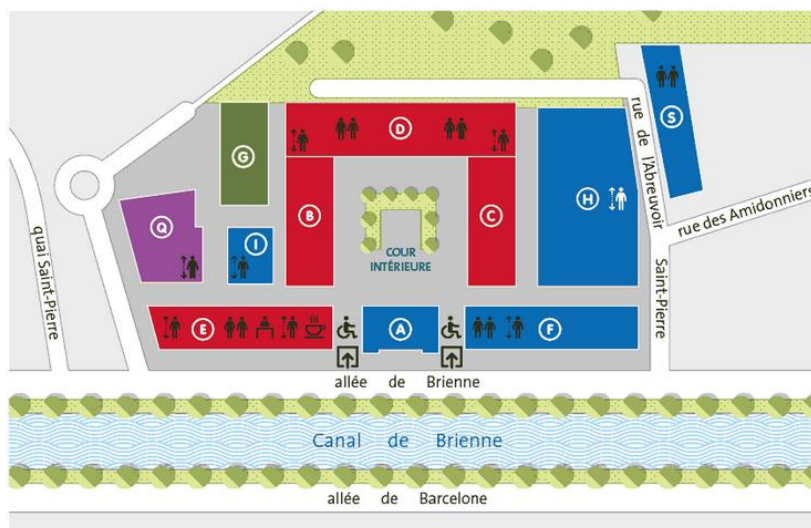 S
D
G
rue de l'Abreuvoir
H
B
C
Q
I
rue des Amidonniers
quai Saint-Pierre
COUR
INTÉRIEURE
Saint-Pierre
E
A
F
allée de Brienne
Canal de Brienne
allée de Barcelone